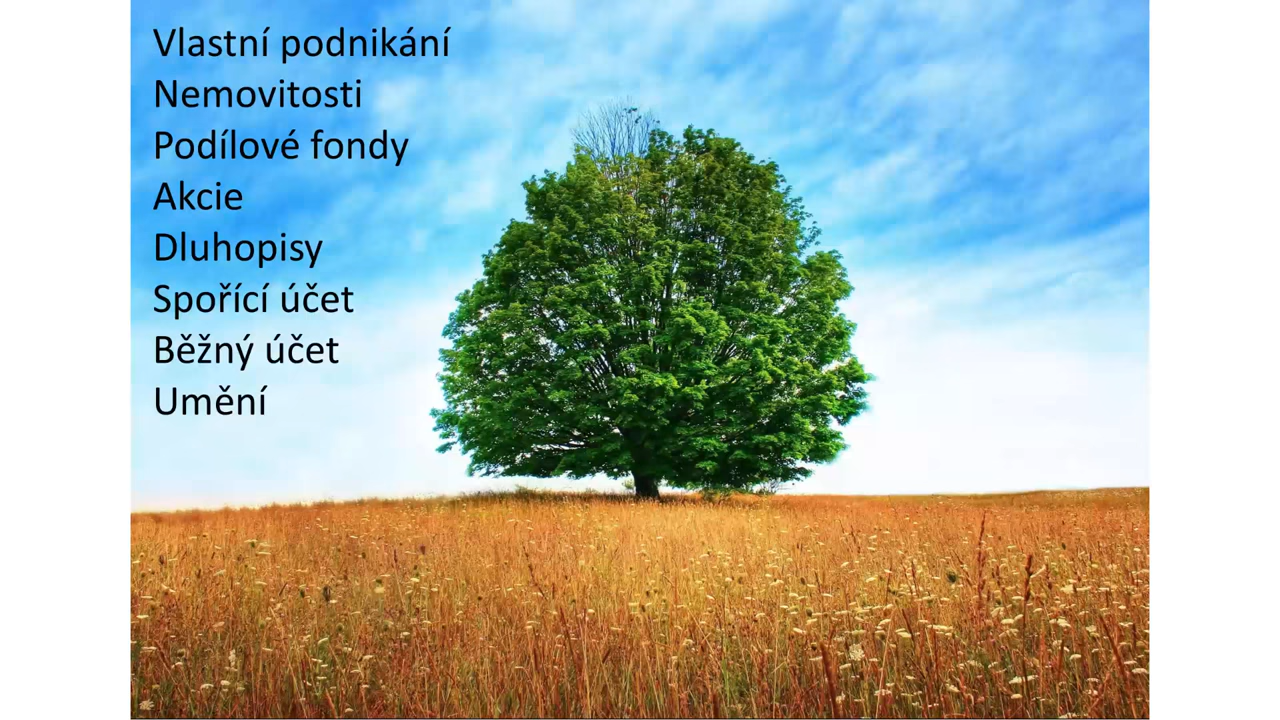 Vlastní podnikání
Nemovitosti
Podílové fondy
Akcie
Dluhopisy
Spořící účet
Běžný účet
Umění